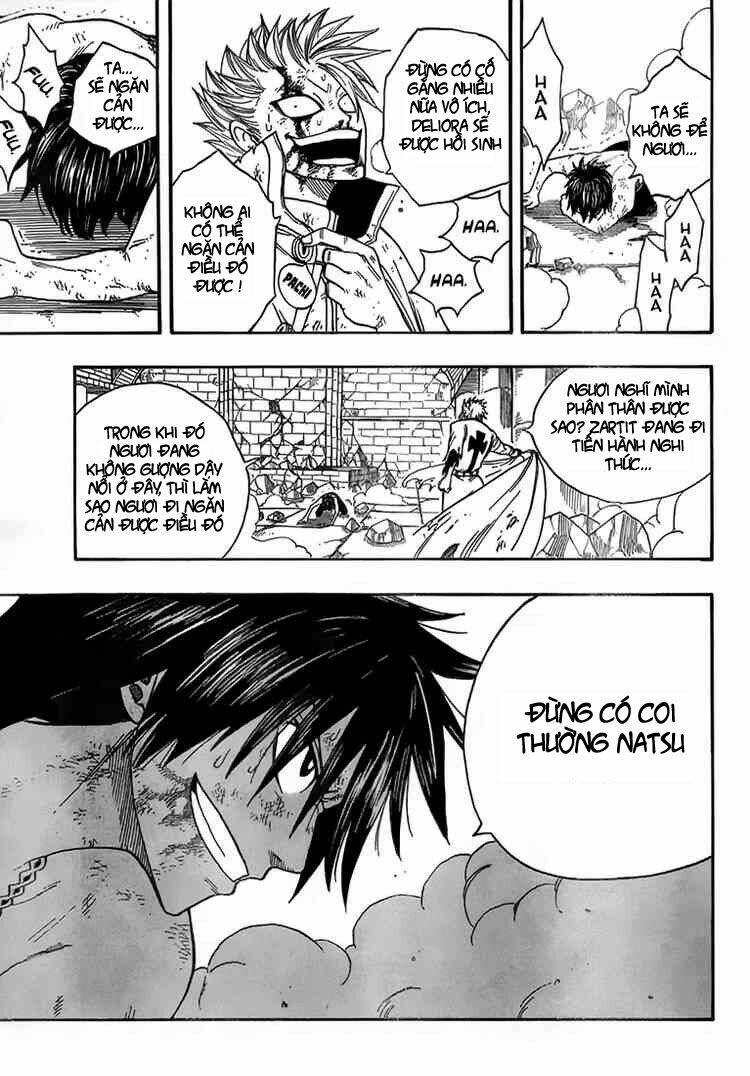 TA SẼ
KHÔNG ĐỂ
NGƯƠI...
HAA
HAA
HAA
HAA
ĐỪNG CÓ CỐ
GẮNG NHIỀU
NỮA VÔ ÍCH,
DELIORA SẼ
ĐƯỢC HỒI SINH
HAA.
HAA.
KHÔNG AI
CÓ THỂ
NGĂN CẢN
ĐIỀU ĐÓ
ĐƯỢC !
PACHI
TA...
SẼ NGĂN
CẢN
ĐƯỢC...
FUU.
FUU.
NGƯƠI NGHĨ MÌNH
PHÂN THÂN ĐƯỢC
SAO? ZARTIT ĐANG ĐI
TIẾN HÀNH NGHI
THỨC...
TRONG KHI ĐÓ
NGƯƠI ĐANG
KHÔNG GƯỢNG DẬY
NỔI Ở ĐÂY, THÌ LÀM
SAO NGƯƠI ĐI NGĂN
CẢN ĐƯỢC ĐIỀU ĐÓ
ĐỪNG CÓ COI
THƯỜNG NATSU